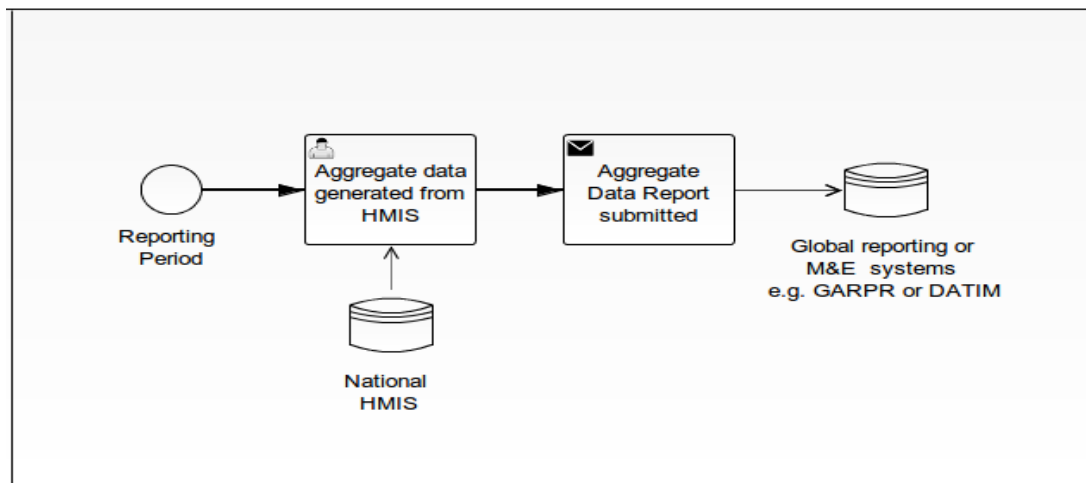 Reporting
Period
Aggregate data
generated from
HMIS
Aggregate
Data Report
submitted
Global reporting or
M&E systems
e.g. GARPR or DATIM
National
HMIS